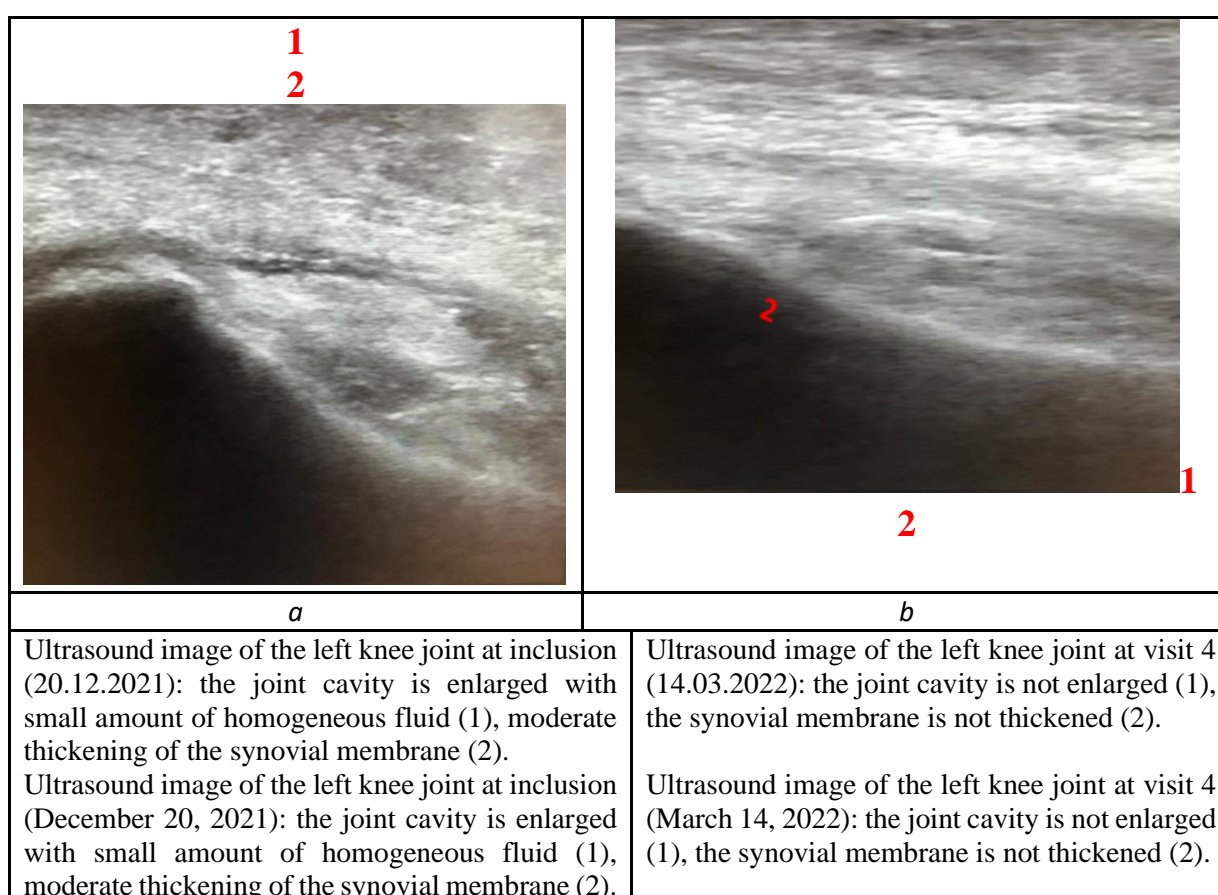 1
2
2
1
2
a
b
Ultrasound image of the left knee joint at inclusion
(20.12.2021): the joint cavity is enlarged with
small amount of homogeneous fluid (1), moderate
thickening of the synovial membrane (2).
Ultrasound image of the left knee joint at inclusion
(December 20, 2021): the joint cavity is enlarged
with small amount of homogeneous fluid (1),
moderate thickening of the synovial membrane (2).
Ultrasound image of the left knee joint at visit 4
(14.03.2022): the joint cavity is not enlarged (1),
the synovial membrane is not thickened (2).
Ultrasound image of the left knee joint at visit 4
(March 14, 2022): the joint cavity is not enlarged
(1), the synovial membrane is not thickened (2).